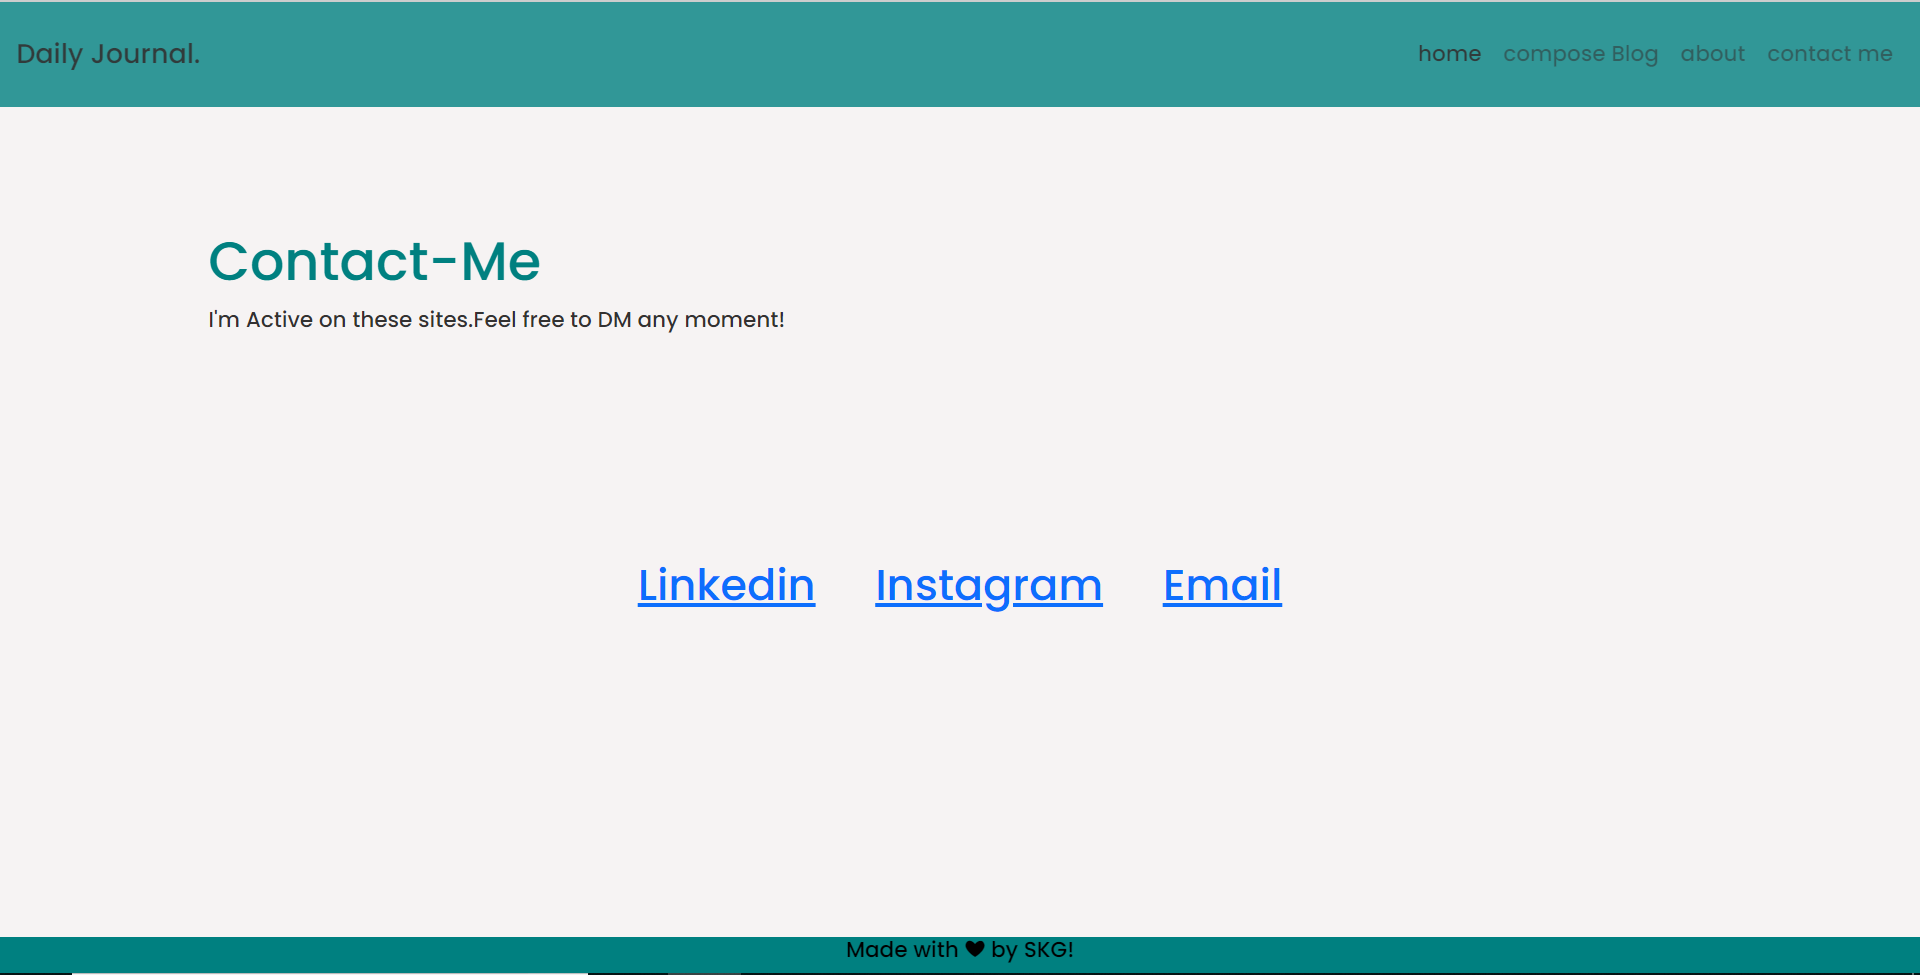 Daily Journal. home compose Blog about contact me
Contact-Me
I'm Active on these sites.Feel free to DM any moment!
Linkedin Instagram Email
Made with ♥ by SKG!